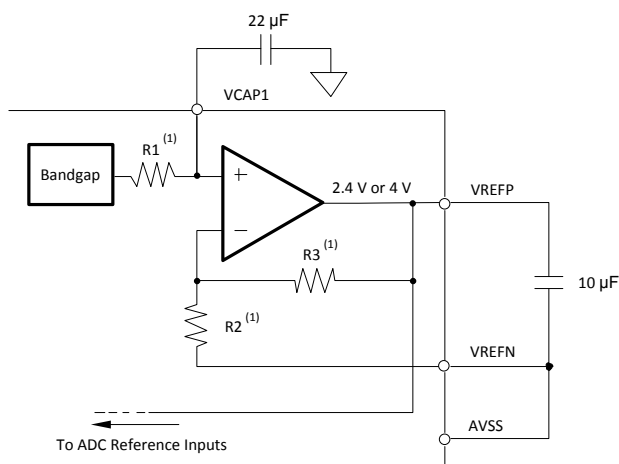 22 µF
VCAP1
R1 (1)
Bandgap
+
2.4 V or 4 V
VREFP
−
R3 (1)
10 µF
R2 (1)
VREFN
AVSS
To ADC Reference Inputs